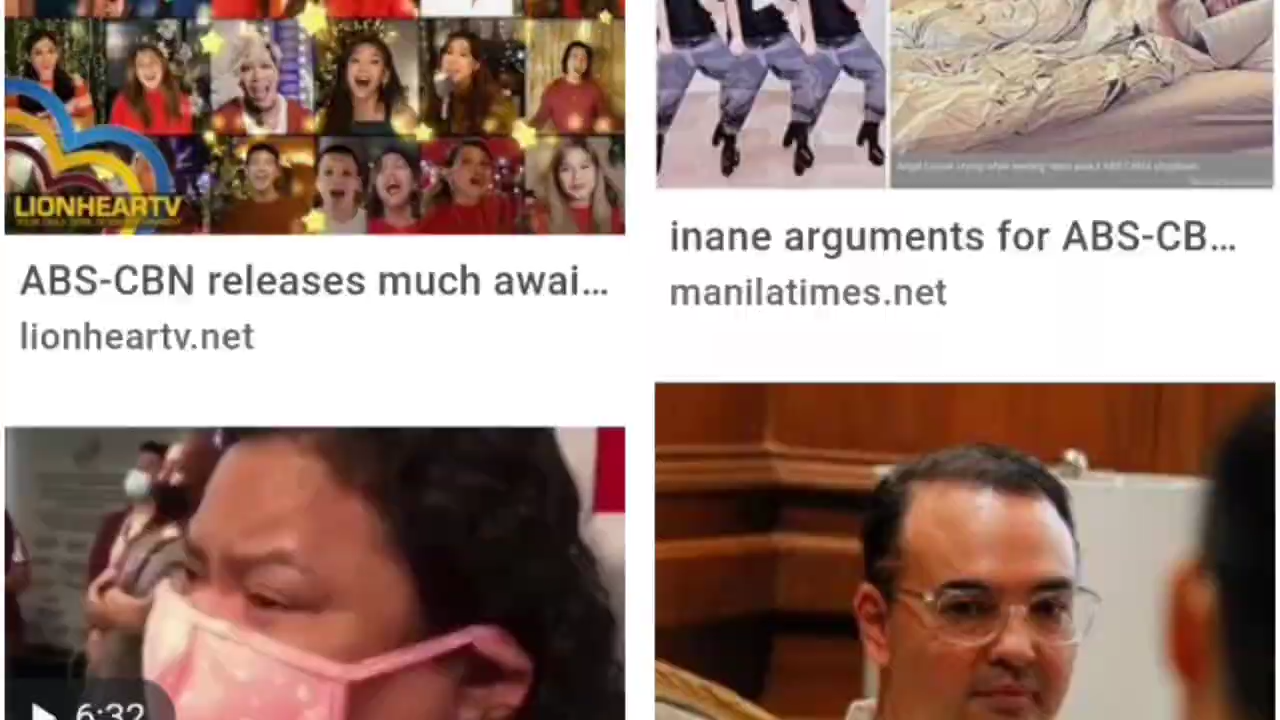 LIONHEARTV
ABS-CBN releases much awai...
lionheartv.net
inane arguments for ABS-CB...
manilatimes.net
6:32